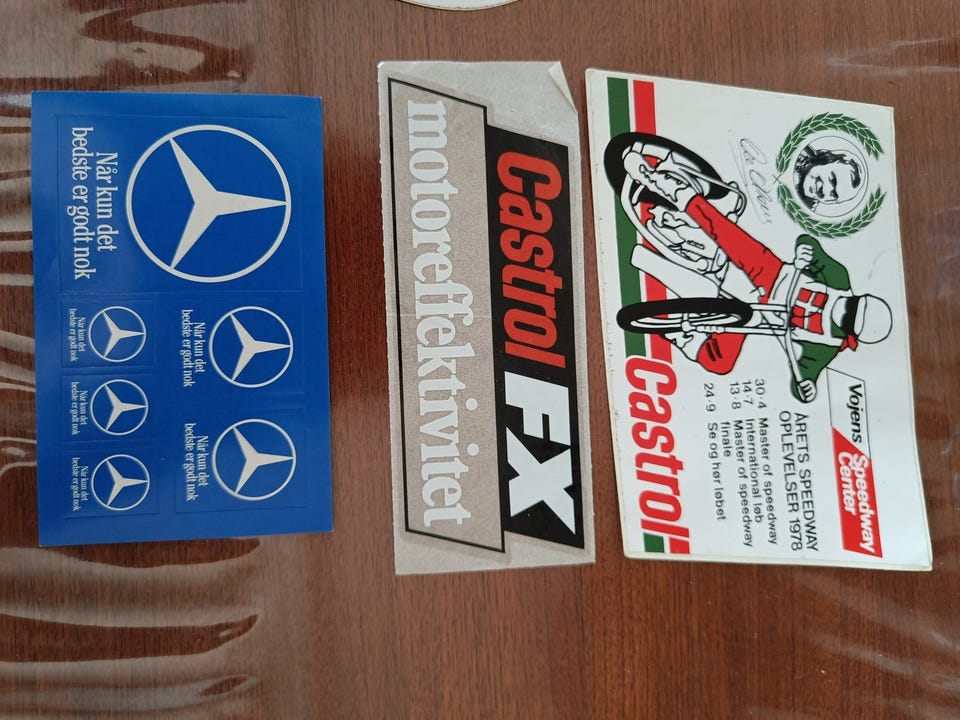 Når kun det
bedste er godt nok
Når kun det
bedste er godt nok
Når kun det
bedste er godt nok
Når kun det
bedste er godt nok
Når kun det
bedste er godt nok
Når kun det
bedste er godt nok
Castrol FX
motoreffektivitet
Vojens Speedway
Center
ÅRETS SPEEDWAY
OPLEVELSER 1978
30·4 Master of speedway
14·7 International løb
13·8 Master of speedway
finale
24·9 Se og hør løbet
Castrol